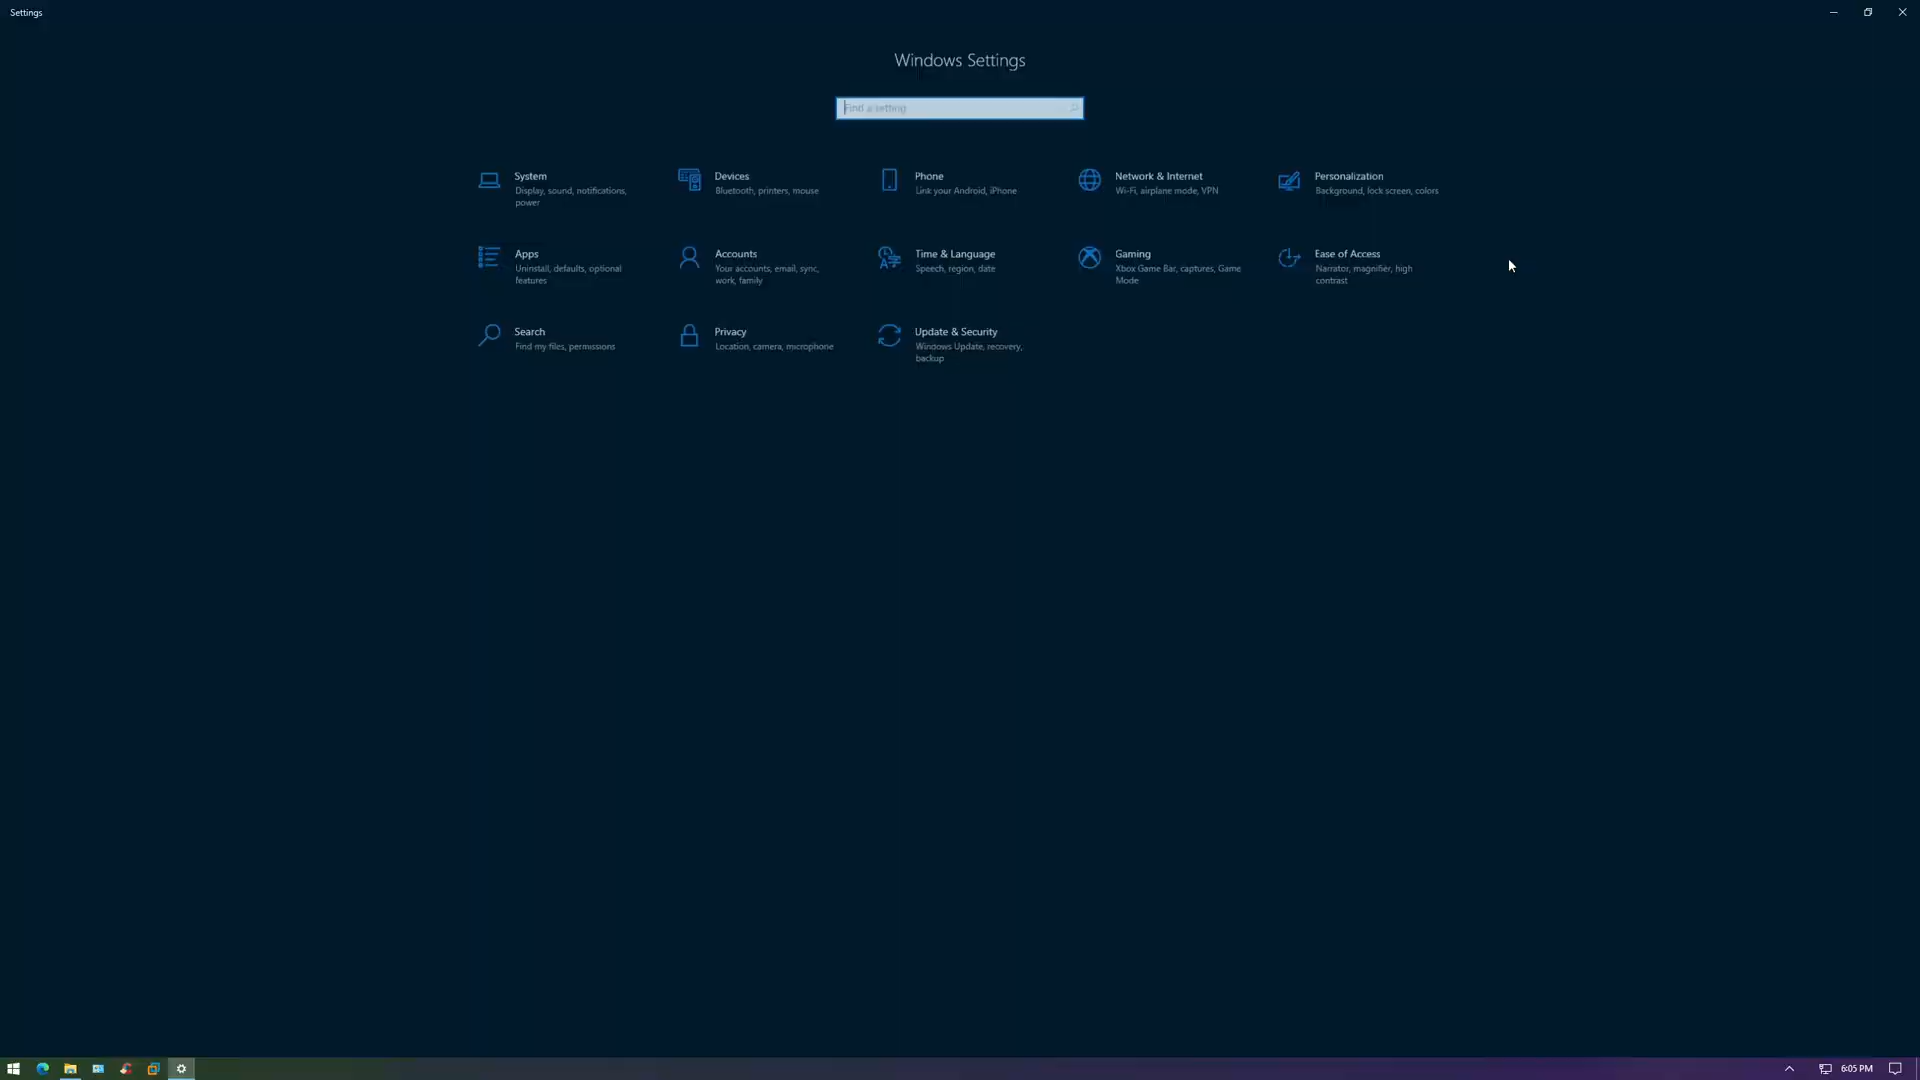 Settings
Windows Settings
Find a setting
System
Display, sound, notifications,
power
Devices
Bluetooth, printers, mouse
Phone
Link your Android, iPhone
Network & Internet
Wi-Fi, airplane mode, VPN
Personalization
Background, lock screen, colors
Apps
Uninstall, defaults, optional
features
Accounts
Your accounts, email, sync,
work, family
Time & Language
Speech, region, date
Gaming
Xbox Game Bar, captures, Game
Mode
Ease of Access
Narrator, magnifier, high
contrast
Search
Find my files, permissions
Privacy
Location, camera, microphone
Update & Security
Windows Update, recovery,
backup
6:05 PM